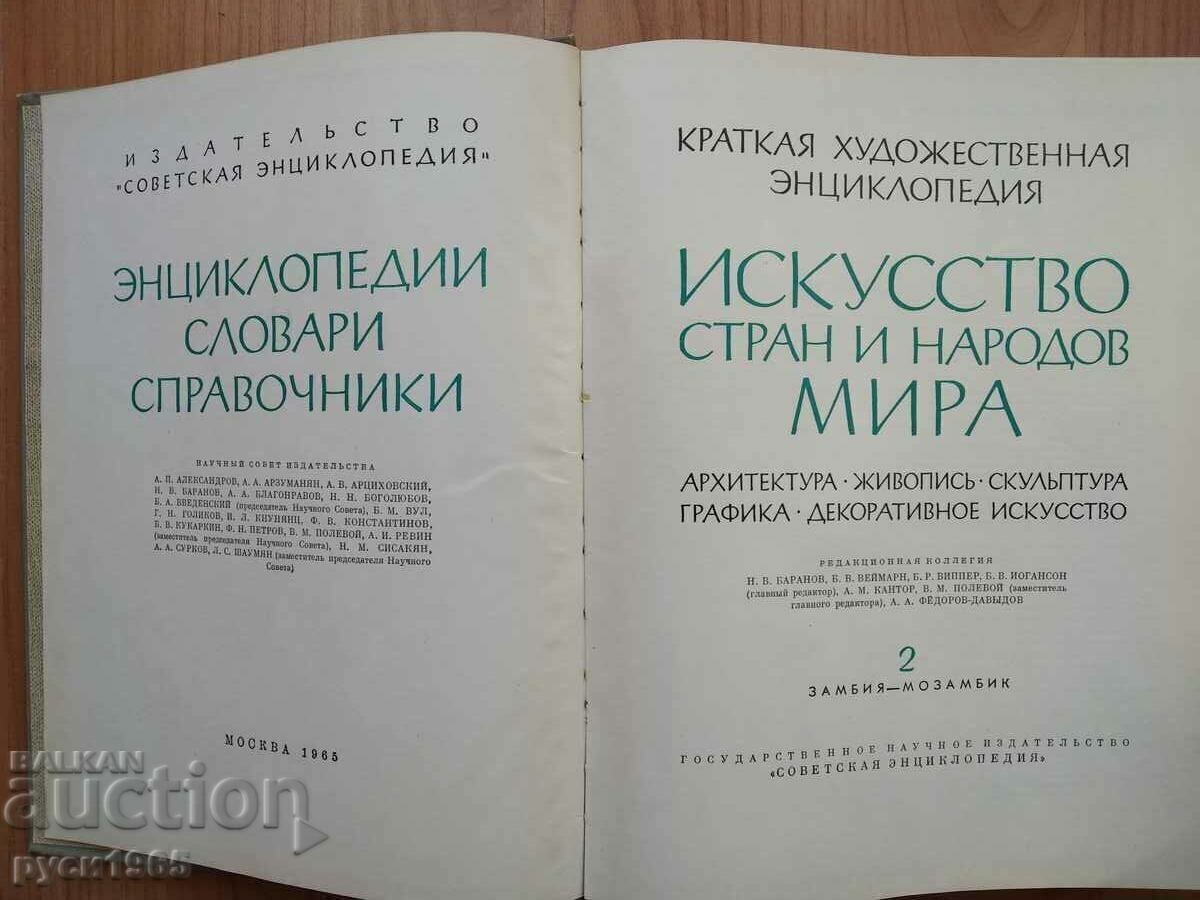 ИЗДАТЕЛЬСТВО
"СОВЕТСКАЯ ЭНЦИКЛОПЕДИЯ"
ЭНЦИКЛОПЕДИИ
СЛОВАРИ
СПРАВОЧНИКИ
НАУЧНЫЙ СОВЕТ ИЗДАТЕЛЬСТВА
А. П. АЛЕКСАНДРОВ, А. А. АРЗУМАНЯН, А. В. АРЦИХОВСКИЙ,
Н. В. БАРАНОВ, А. А. БЛАГОНРАВОВ, Н. Н. БОГОЛЮБОВ,
Б. А. ВВЕДЕНСКИЙ (председатель Научного Совета), Б. М. ВУЛ,
Г. Н. ГОЛИКОВ, И. Л. КНУНЯНЦ, Ф. В. КОНСТАНТИНОВ,
Б. В. КУКАРКИН, Ф. Н. ПЕТРОВ, В. М. ПОЛЕВОЙ, А. И. РЕВИН
(заместитель председателя Научного Совета), Н. М. СИСАКЯН,
А. А. СУРКОВ, Л. С. ШАУМЯН (заместитель председателя Научного
Совета)
МОСКВА 1965
КРАТКАЯ ХУДОЖЕСТВЕННАЯ
ЭНЦИКЛОПЕДИЯ
ИСКУССТВО
СТРАН И НАРОДОВ
МИРА
АРХИТЕКТУРА · ЖИВОПИСЬ · СКУЛЬПТУРА
ГРАФИКА · ДЕКОРАТИВНОЕ ИСКУССТВО
РЕДАКЦИОННАЯ КОЛЛЕГИЯ
Н. В. БАРАНОВ, Б. В. ВЕЙМАРН, Б. Р. ВИППЕР, Б. В. ИОГАНСОН
(главный редактор), А. М. КАНТОР, В. М. ПОЛЕВОЙ (заместитель
главного редактора), А. А. ФЁДОРОВ-ДАВЫДОВ
2
ЗАМБИЯ—МОЗАМБИК
ГОСУДАРСТВЕННОЕ НАУЧНОЕ ИЗДАТЕЛЬСТВО
«СОВЕТСКАЯ ЭНЦИКЛОПЕДИЯ»
BALKAN
auction
руси1965